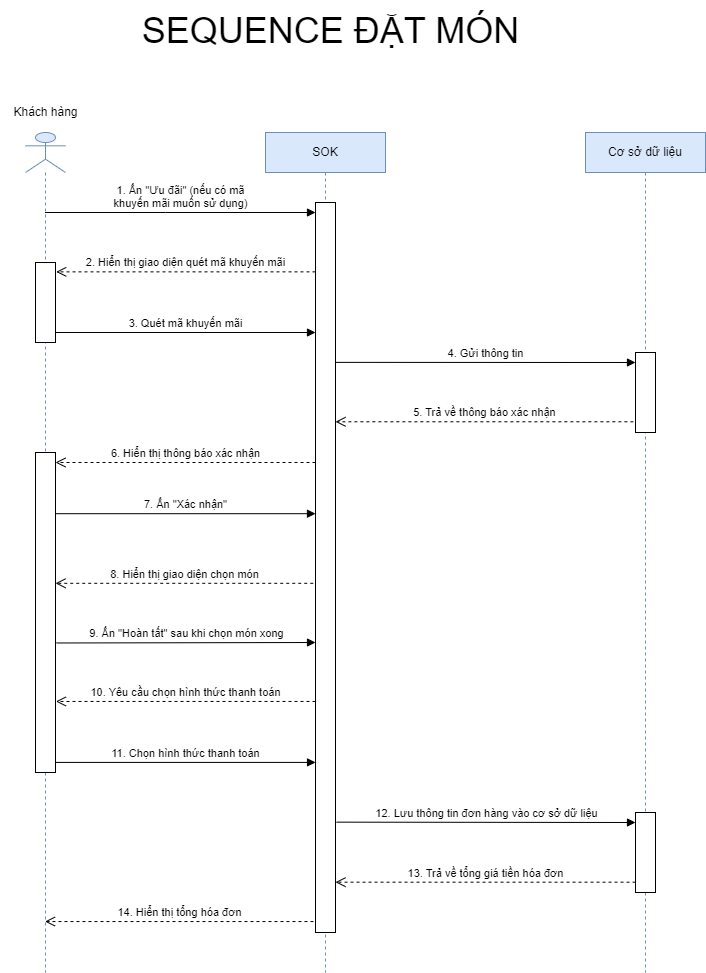 SEQUENCE ĐẶT MÓN
Khách hàng
SOK
Cơ sở dữ liệu
1. Ấn "Ưu đãi" (nếu có mã
khuyến mãi muốn sử dụng)
2. Hiển thị giao diện quét mã khuyến mãi
3. Quét mã khuyến mãi
4. Gửi thông tin
5. Trả về thông báo xác nhận
6. Hiển thị thông báo xác nhận
7. Ấn "Xác nhận"
8. Hiển thị giao diện chọn món
9. Ấn "Hoàn tất" sau khi chọn món xong
10. Yêu cầu chọn hình thức thanh toán
11. Chọn hình thức thanh toán
12. Lưu thông tin đơn hàng vào cơ sở dữ liệu
13. Trả về tổng giá tiền hóa đơn
14. Hiển thị tổng hóa đơn